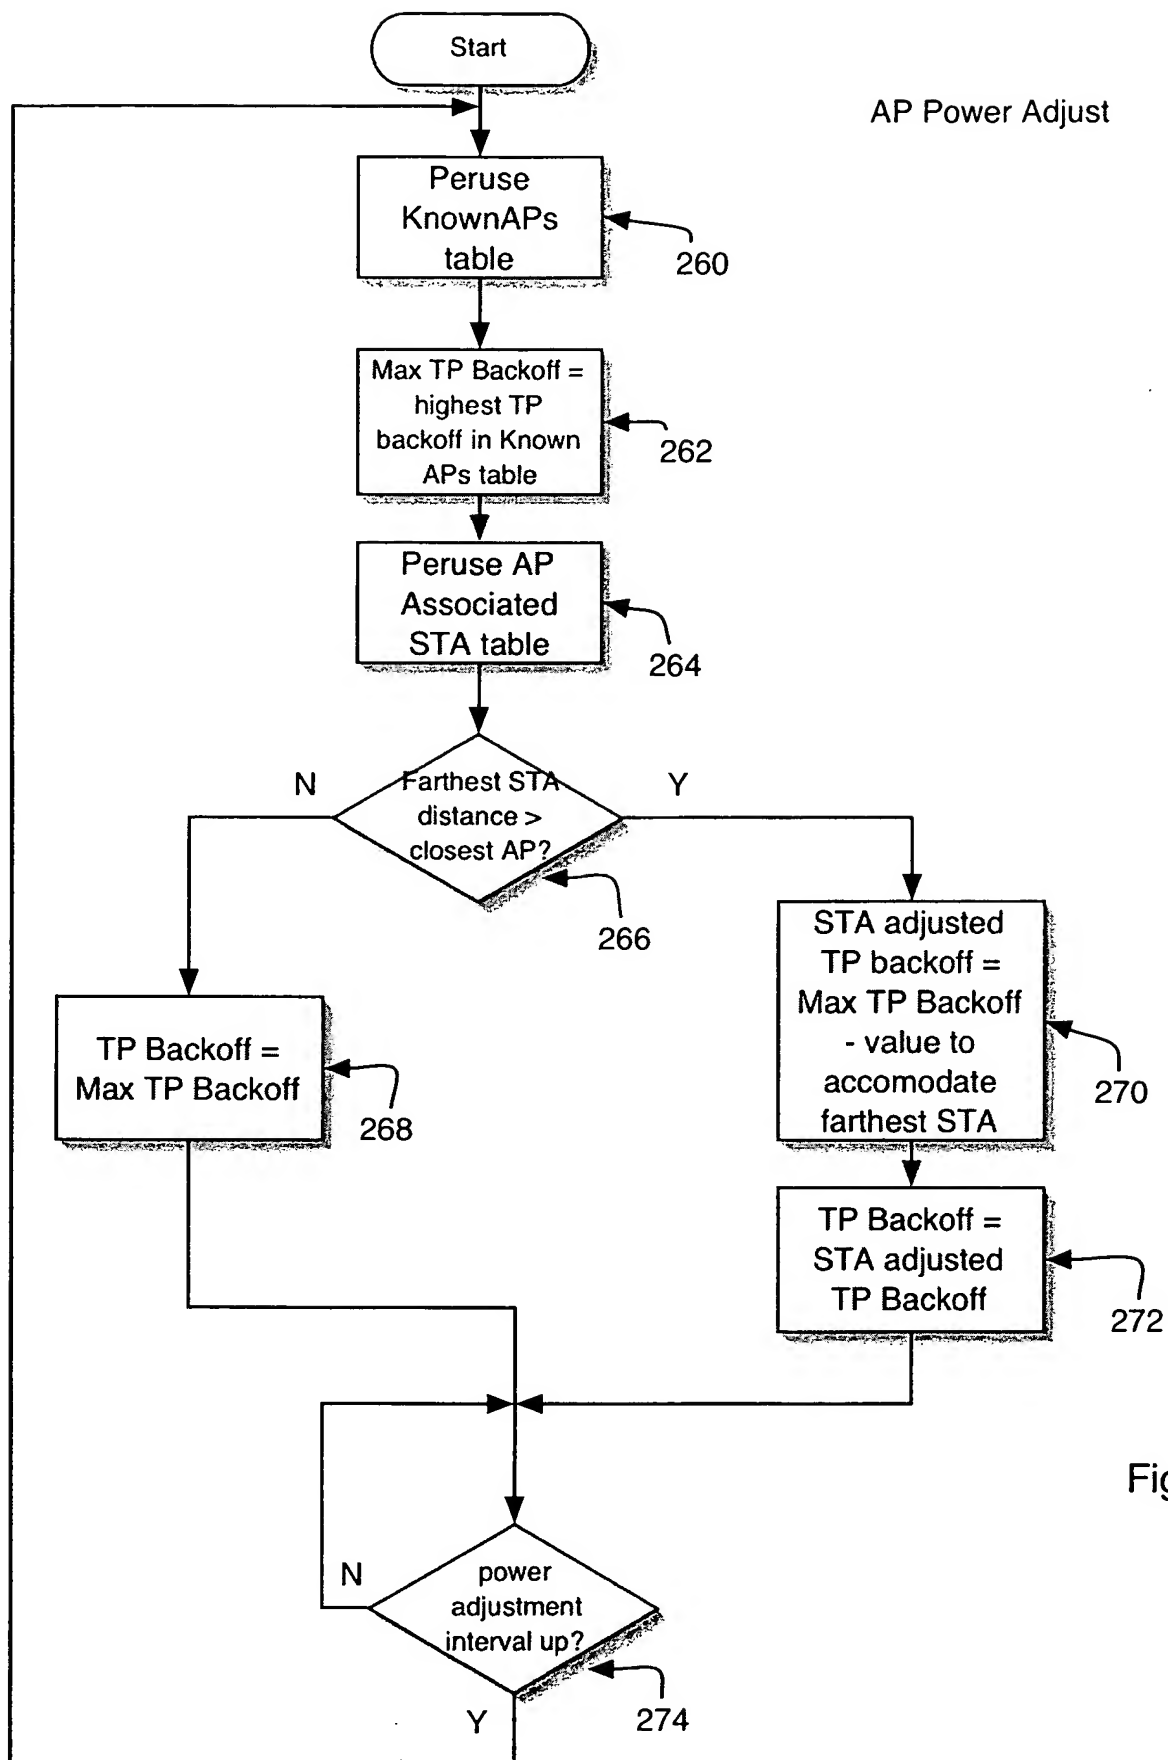 Start
AP Power Adjust
Peruse
KnownAPs
table
260
Max TP Backoff =
highest TP
backoff in Known
APs table
262
Peruse AP
Associated
STA table
264
N
Farthest STA
distance >
closest AP?
Y
266
STA adjusted
TP backoff =
Max TP Backoff
- value to
accomodate
farthest STA
270
TP Backoff =
Max TP Backoff
268
TP Backoff =
STA adjusted
TP Backoff
272
Fig
N
power
adjustment
interval up?
274
Y